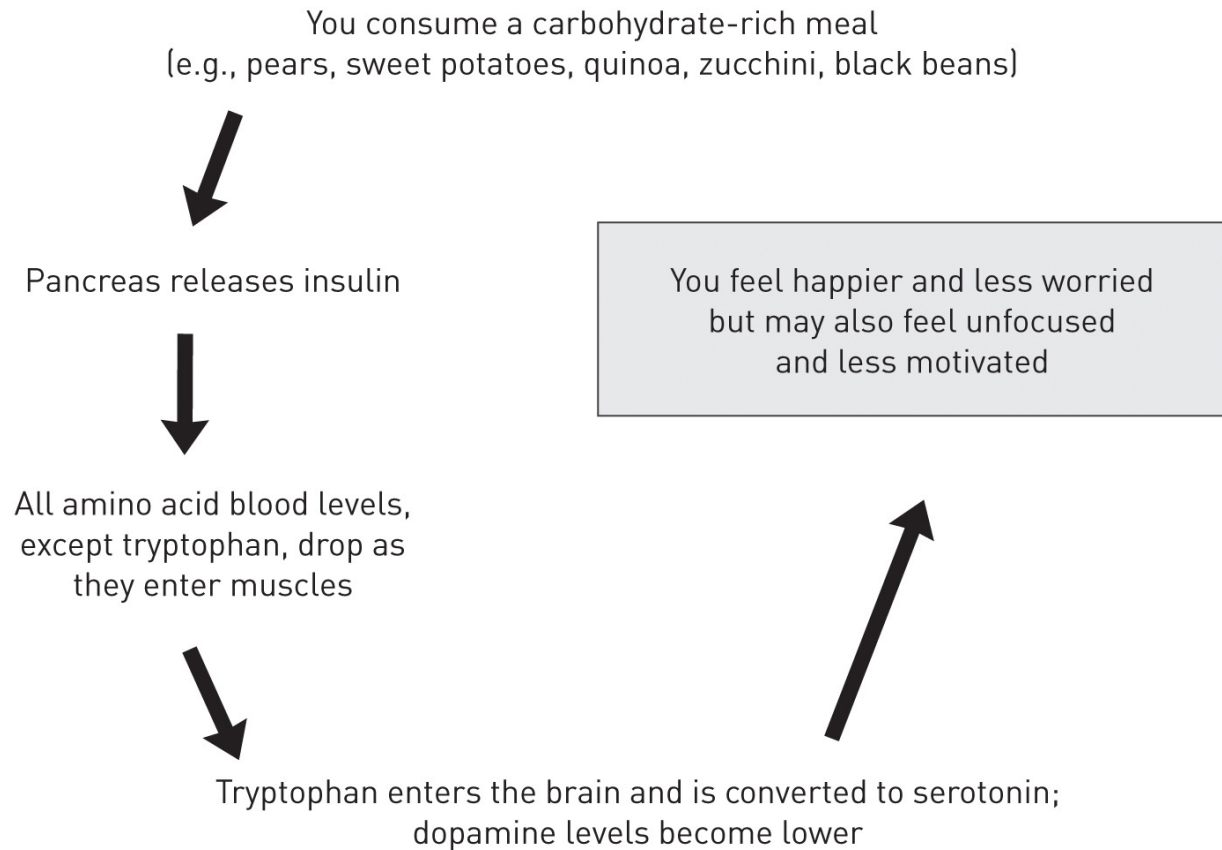 You consume a carbohydrate-rich meal
(e.g., pears, sweet potatoes, quinoa, zucchini, black beans)
Pancreas releases insulin
All amino acid blood levels,
except tryptophan, drop as
they enter muscles
Tryptophan enters the brain and is converted to serotonin;
dopamine levels become lower
You feel happier and less worried
but may also feel unfocused
and less motivated